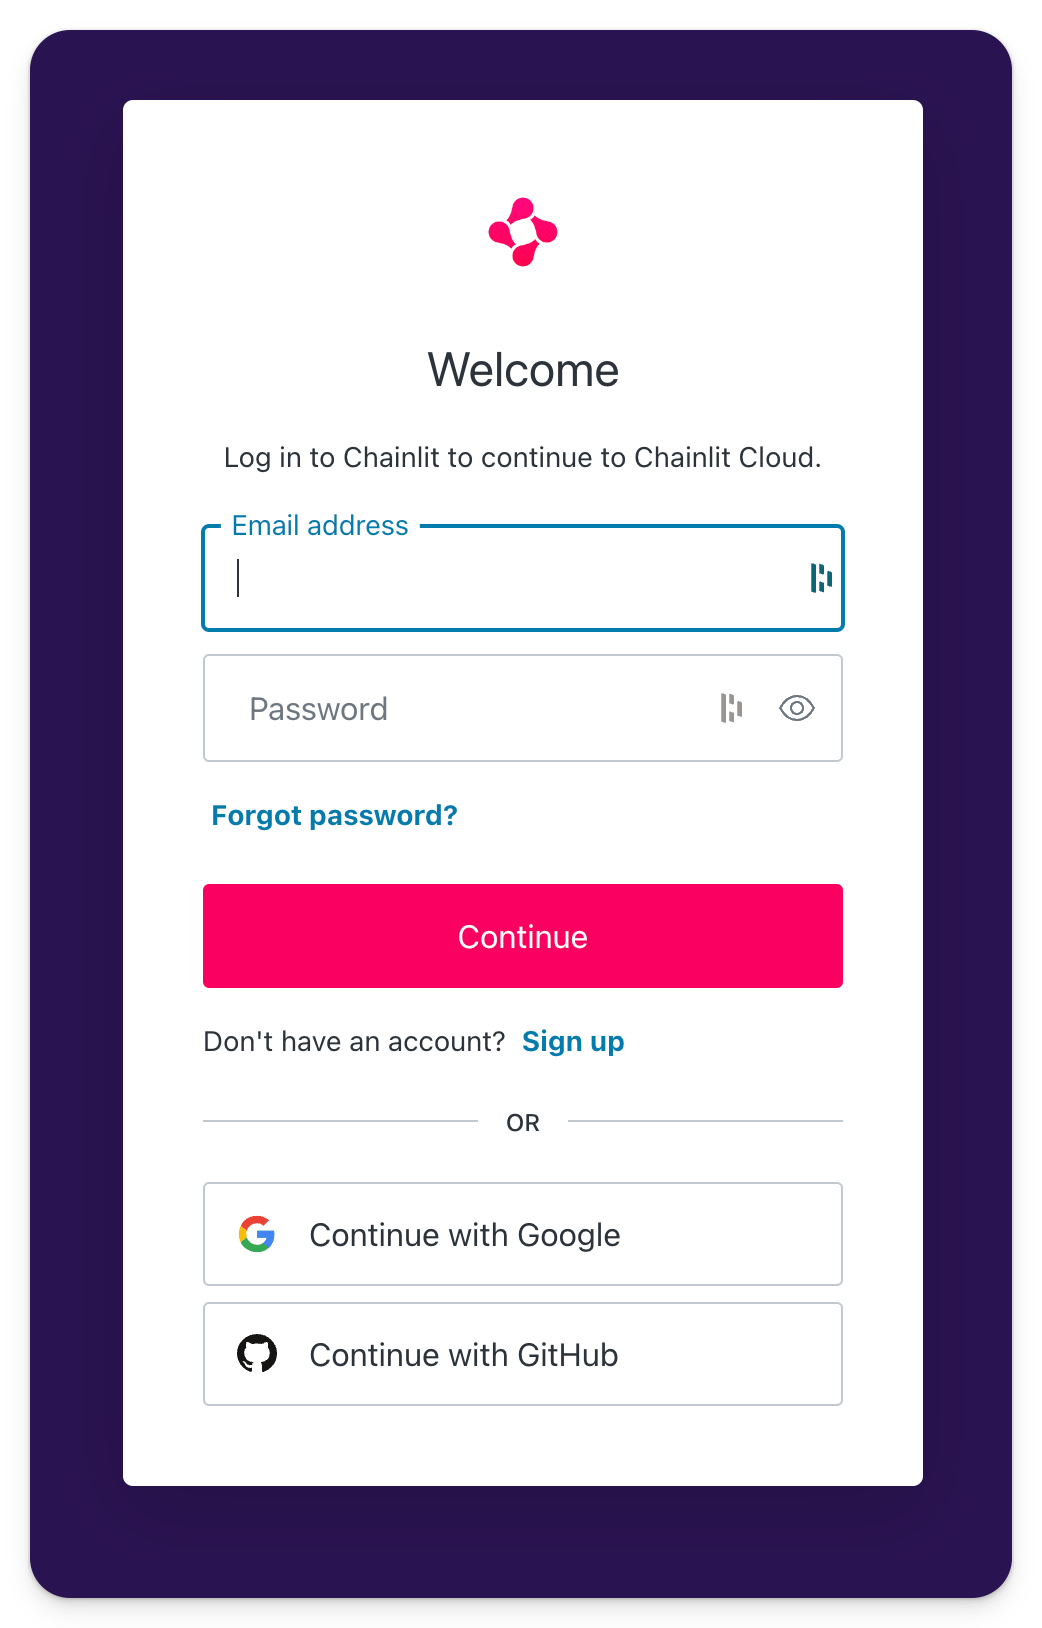 Welcome
Log in to Chainlit to continue to Chainlit Cloud.
Email address
Password
Forgot password?
Continue
Don't have an account? Sign up
OR
Continue with Google
Continue with GitHub